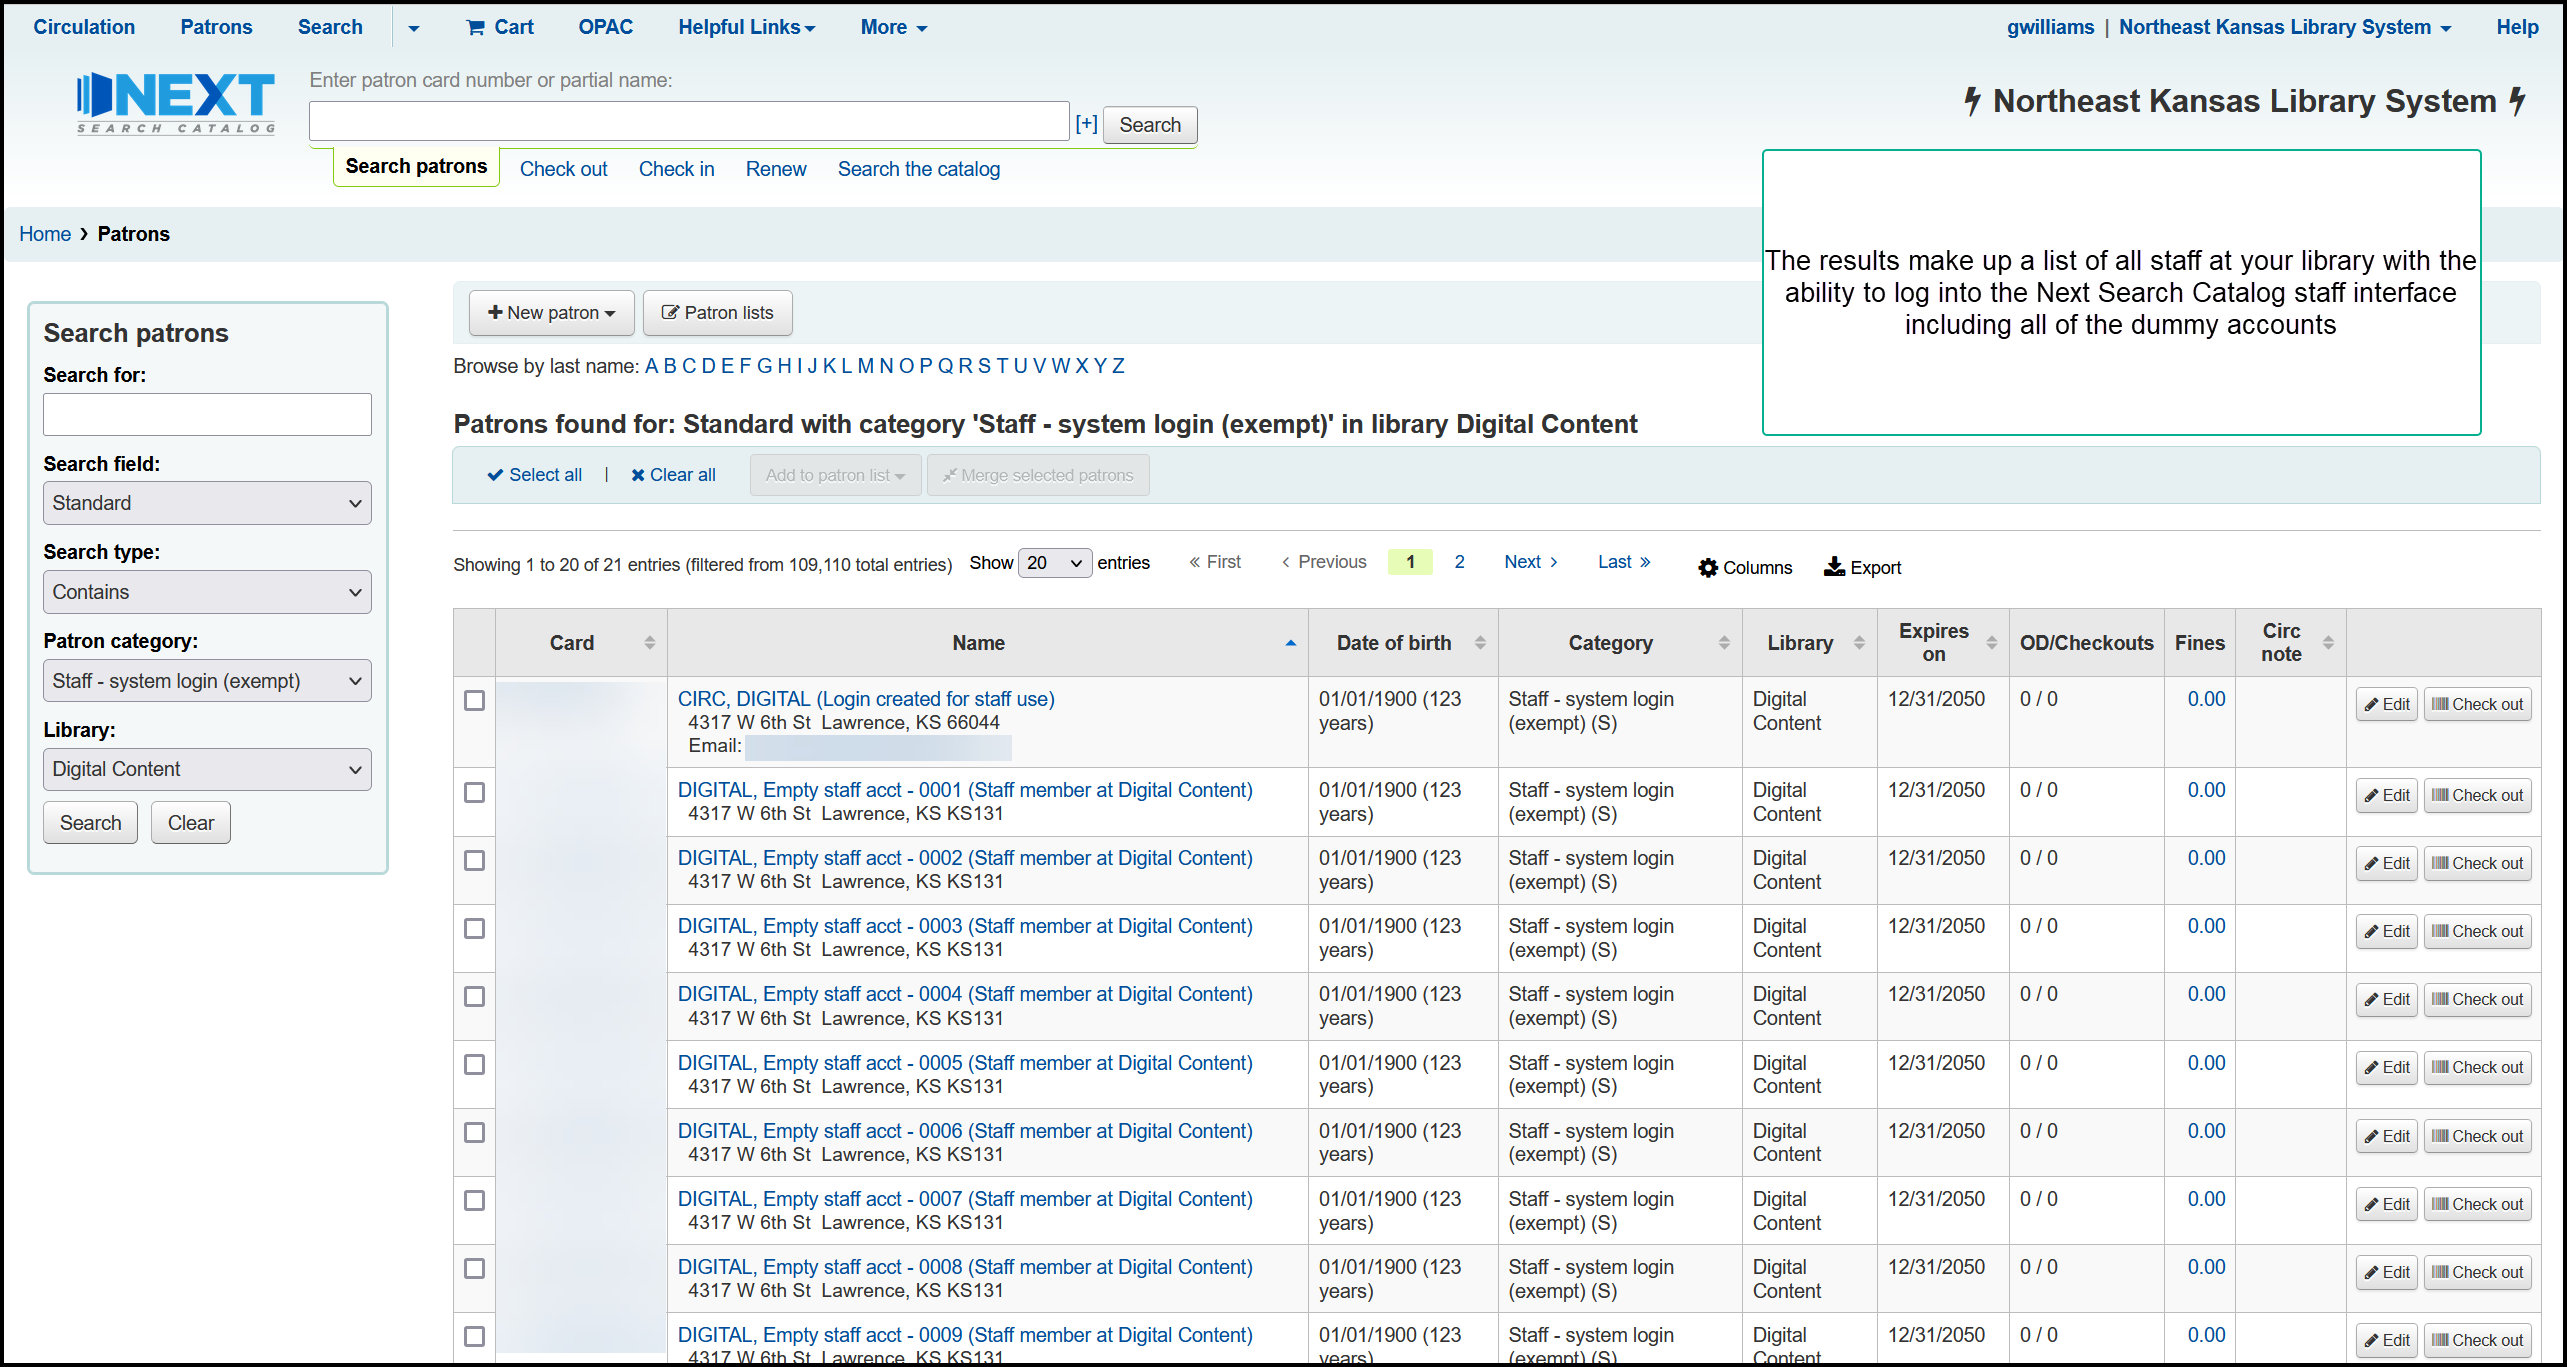 Circulation Patrons Search Cart OPAC Helpful Links More gwilliams | Northeast Kansas Library System Help
NEXT
SEARCH CATALOG
Enter patron card number or partial name:
[+] Search
Northeast Kansas Library System
Search patrons Check out Check in Renew Search the catalog
Home › Patrons
The results make up a list of all staff at your library with the
ability to log into the Next Search Catalog staff interface
including all of the dummy accounts
Search patrons
Search for:
Search field:
Standard
Search type:
Contains
Patron category:
Staff - system login (exempt)
Library:
Digital Content
Search Clear
New patron Patron lists
Browse by last name: A B C D E F G H I J K L M N O P Q R S T U V W X Y Z
Patrons found for: Standard with category 'Staff - system login (exempt)' in library Digital Content
Select all | Clear all Add to patron list Merge selected patrons
Showing 1 to 20 of 21 entries (filtered from 109,110 total entries) Show 20 entries « First ‹ Previous 1 2 Next › Last » Columns Export
Card Name Date of birth Category Library Expires on OD/Checkouts Fines Circ note
CIRC, DIGITAL (Login created for staff use) 01/01/1900 (123 Staff - system login Digital 12/31/2050 0 / 0 0.00 Edit Check out
4317 W 6th St Lawrence, KS 66044 years) (exempt) (S) Content
Email:
DIGITAL, Empty staff acct - 0001 (Staff member at Digital Content) 01/01/1900 (123 Staff - system login Digital 12/31/2050 0 / 0 0.00 Edit Check out
4317 W 6th St Lawrence, KS KS131 years) (exempt) (S) Content
DIGITAL, Empty staff acct - 0002 (Staff member at Digital Content) 01/01/1900 (123 Staff - system login Digital 12/31/2050 0 / 0 0.00 Edit Check out
4317 W 6th St Lawrence, KS KS131 years) (exempt) (S) Content
DIGITAL, Empty staff acct - 0003 (Staff member at Digital Content) 01/01/1900 (123 Staff - system login Digital 12/31/2050 0 / 0 0.00 Edit Check out
4317 W 6th St Lawrence, KS KS131 years) (exempt) (S) Content
DIGITAL, Empty staff acct - 0004 (Staff member at Digital Content) 01/01/1900 (123 Staff - system login Digital 12/31/2050 0 / 0 0.00 Edit Check out
4317 W 6th St Lawrence, KS KS131 years) (exempt) (S) Content
DIGITAL, Empty staff acct - 0005 (Staff member at Digital Content) 01/01/1900 (123 Staff - system login Digital 12/31/2050 0 / 0 0.00 Edit Check out
4317 W 6th St Lawrence, KS KS131 years) (exempt) (S) Content
DIGITAL, Empty staff acct - 0006 (Staff member at Digital Content) 01/01/1900 (123 Staff - system login Digital 12/31/2050 0 / 0 0.00 Edit Check out
4317 W 6th St Lawrence, KS KS131 years) (exempt) (S) Content
DIGITAL, Empty staff acct - 0007 (Staff member at Digital Content) 01/01/1900 (123 Staff - system login Digital 12/31/2050 0 / 0 0.00 Edit Check out
4317 W 6th St Lawrence, KS KS131 years) (exempt) (S) Content
DIGITAL, Empty staff acct - 0008 (Staff member at Digital Content) 01/01/1900 (123 Staff - system login Digital 12/31/2050 0 / 0 0.00 Edit Check out
4317 W 6th St Lawrence, KS KS131 years) (exempt) (S) Content
DIGITAL, Empty staff acct - 0009 (Staff member at Digital Content) 01/01/1900 (123 Staff - system login Digital 12/31/2050 0 / 0 0.00 Edit Check out
4317 W 6th St Lawrence, KS KS131 years) (exempt) (S) Content